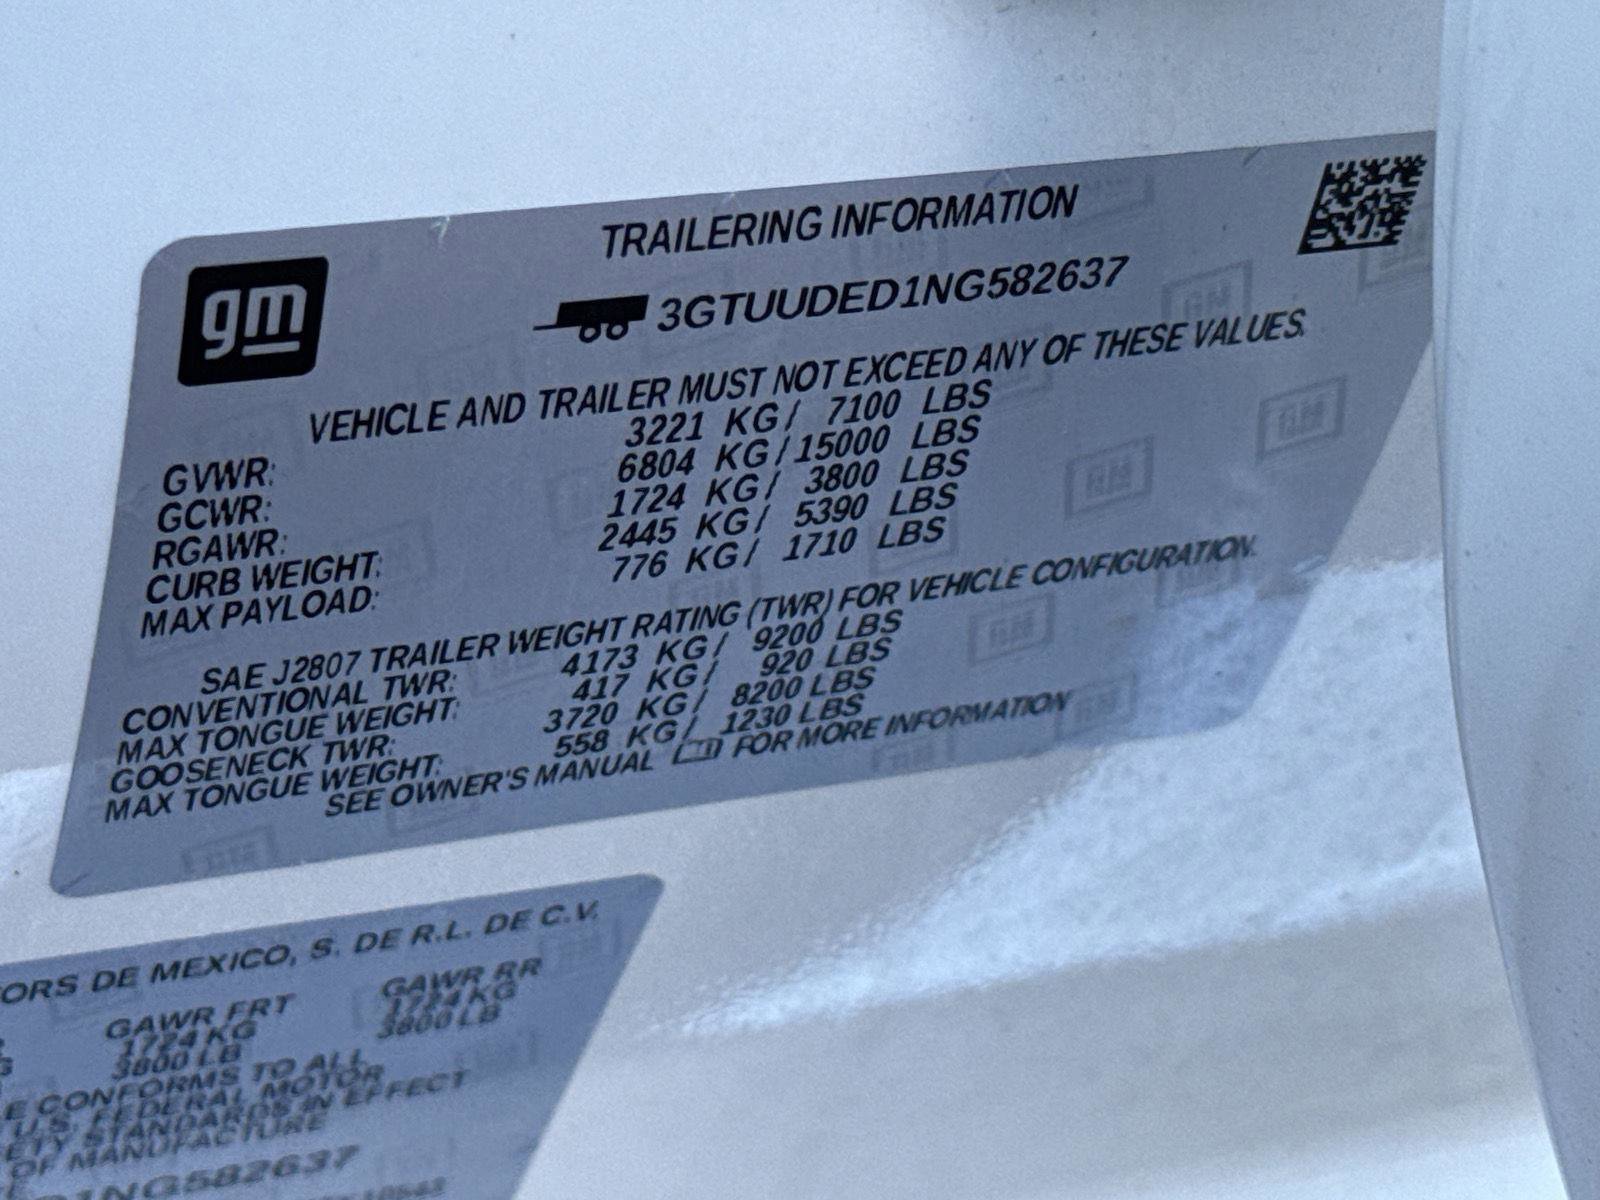 gm
TRAILERING INFORMATION
3GTUUDED1NG582637
VEHICLE AND TRAILER MUST NOT EXCEED ANY OF THESE VALUES.
GVWR: 3221 KG/ 7100 LBS
GCWR: 6804 KG/15000 LBS
RGAWR: 1724 KG/ 3800 LBS
CURB WEIGHT: 2445 KG/ 5390 LBS
MAX PAYLOAD: 776 KG/ 1710 LBS
SAE J2807 TRAILER WEIGHT RATING (TWR) FOR VEHICLE CONFIGURATION.
CONVENTIONAL TWR: 4173 KG/ 9200 LBS
MAX TONGUE WEIGHT: 417 KG/ 920 LBS
GOOSENECK TWR: 3720 KG/ 8200 LBS
MAX TONGUE WEIGHT: 558 KG/ 1230 LBS
SEE OWNER'S MANUAL FOR MORE INFORMATION
ORS DE MEXICO, S. DE R.L. DE C.V.
GAWR FRT GAWR RR
1724 KG 1724 KG
3800 LB 3800 LB
E CONFORMS TO ALL
U.S. FEDERAL MOTOR
ETY STANDARDS IN EFFECT
OF MANUFACTURE
D1NG582637